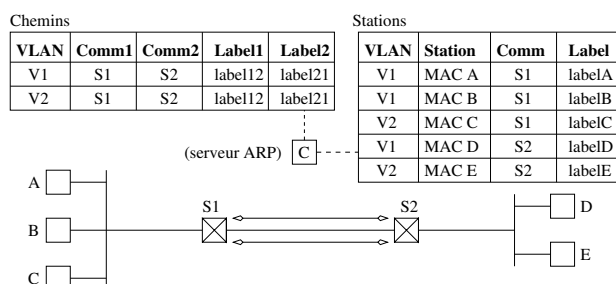 Chemins
VLAN Comm1 Comm2 Label1 Label2
V1 S1 S2 label12 label21
V2 S1 S2 label12 label21
Stations
VLAN Station Comm Label
V1 MAC A S1 labelA
V1 MAC B S1 labelB
V2 MAC C S1 labelC
V1 MAC D S2 labelD
V2 MAC E S2 labelE
(serveur ARP) C
A
S1 S2
D
B
E
C